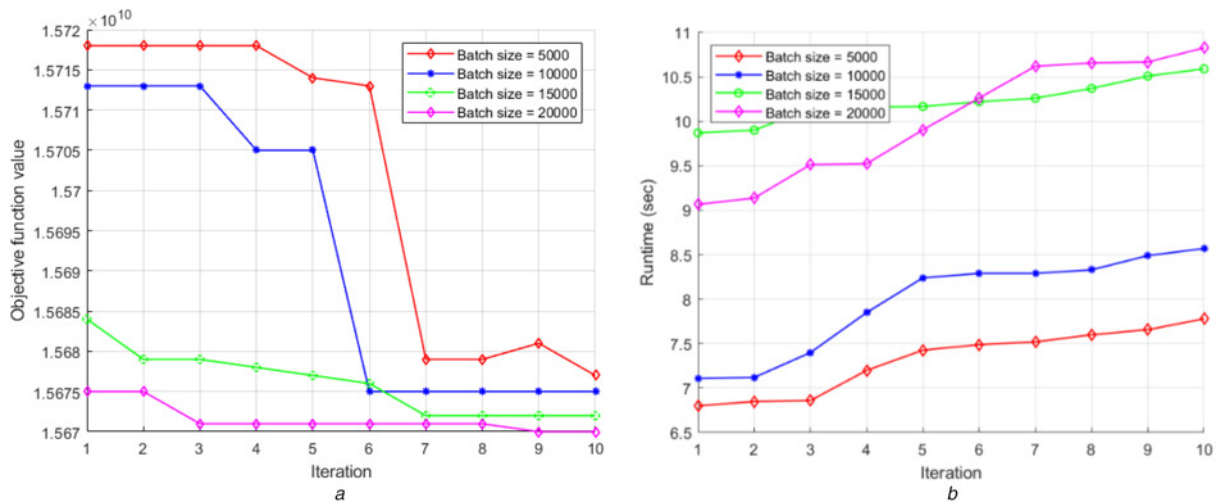 ×10^10
1.572
1.5715
1.571
1.5705
1.57
1.5695
1.569
1.5685
1.568
1.5675
1.567
Objective function value
Batch size = 5000
Batch size = 10000
Batch size = 15000
Batch size = 20000
1 2 3 4 5 6 7 8 9 10
Iteration
a
11
10.5
10
9.5
9
8.5
8
7.5
7
6.5
Runtime (sec)
Batch size = 5000
Batch size = 10000
Batch size = 15000
Batch size = 20000
1 2 3 4 5 6 7 8 9 10
Iteration
b